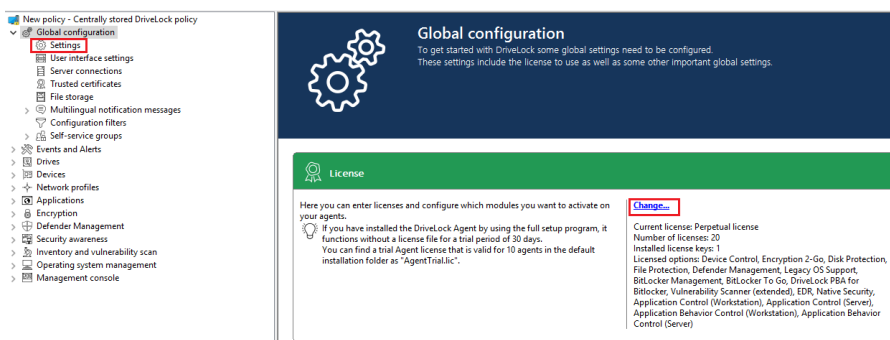 New policy - Centrally stored DriveLock policy
Global configuration
Settings
User interface settings
Server connections
Trusted certificates
File storage
Multilingual notification messages
Configuration filters
Self-service groups
Events and Alerts
Drives
Devices
Network profiles
Applications
Encryption
Defender Management
Security awareness
Inventory and vulnerability scan
Operating system management
Management console
Global configuration
To get started with DriveLock some global settings need to be configured.
These settings include the license to use as well as some other important global settings.
License
Here you can enter licenses and configure which modules you want to activate on
your agents.
If you have installed the DriveLock Agent by using the full setup program, it
functions without a license file for a trial period of 30 days.
You can find a trial Agent license that is valid for 10 agents in the default
installation folder as "AgentTrial.lic".
Change...
Current license: Perpetual license
Number of licenses: 20
Installed license keys: 1
Licensed options: Device Control, Encryption 2-Go, Disk Protection,
File Protection, Defender Management, Legacy OS Support,
BitLocker Management, BitLocker To Go, DriveLock PBA for
Bitlocker, Vulnerability Scanner (extended), EDR, Native Security,
Application Control (Workstation), Application Control (Server),
Application Behavior Control (Workstation), Application Behavior
Control (Server)